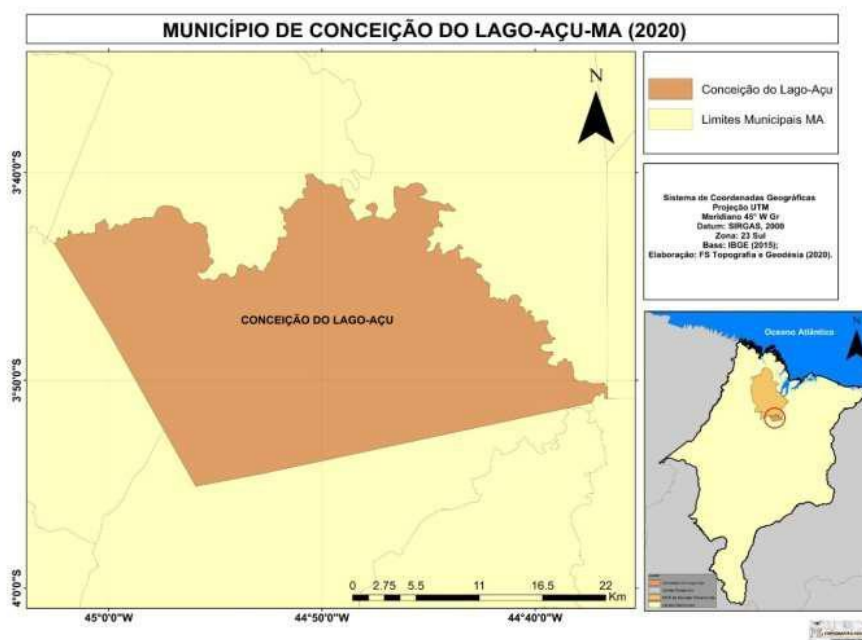 MUNICÍPIO DE CONCEIÇÃO DO LAGO-AÇU-MA (2020)
N
Conceição do Lago-Açu
Limites Municipais MA
3°40'0"S
Sistema de Coordenadas Geográficas
Projeção UTM
Meridiano 45° W Gr
Datum: SIRGAS, 2000
Zona: 23 Sul
Base: IBGE (2015);
Elaboração: FS Topografia e Geodésia (2020).
CONCEIÇÃO DO LAGO-AÇU
N
Oceano Atlântico
3°50'0"S
4°0'0"S
0 2.75 5.5 11 16.5 22
Km
45°0'0"W 44°50'0"W 44°40'0"W